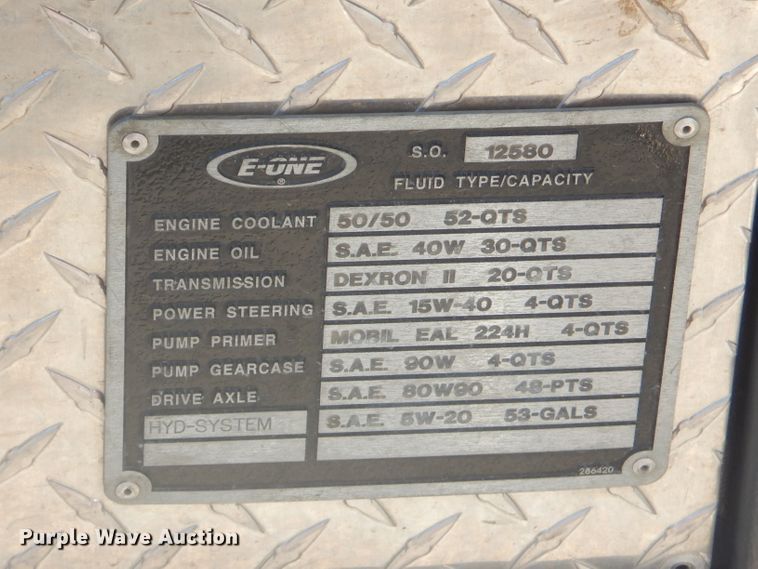 E-ONE ®
S.O. 12580
FLUID TYPE/CAPACITY
ENGINE COOLANT 50/50 52-QTS
ENGINE OIL S.A.E. 40W 30-QTS
TRANSMISSION DEXRON II 20-QTS
POWER STEERING S.A.E. 15W-40 4-QTS
PUMP PRIMER MOBIL EAL 224H 4-QTS
PUMP GEARCASE S.A.E. 90W 4-QTS
DRIVE AXLE S.A.E. 80W90 48-PTS
HYD-SYSTEM S.A.E. 5W-20 53-GALS
286420
Purple Wave Auction